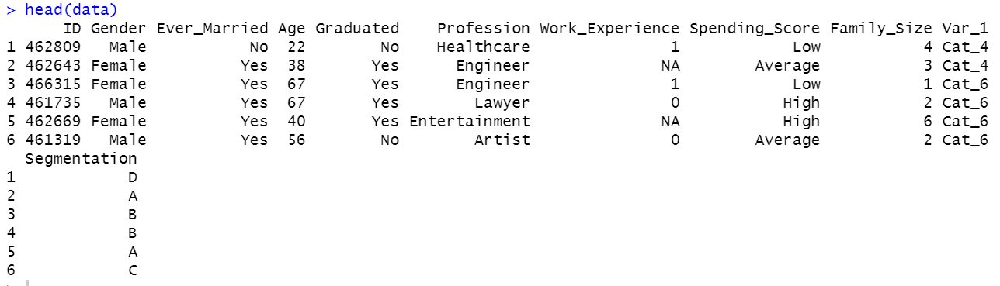 > head(data)
ID Gender Ever_Married Age Graduated Profession Work_Experience Spending_Score Family_Size Var_1
1 462809 Male No 22 No Healthcare 1 Low 4 Cat_4
2 462643 Female Yes 38 Yes Engineer NA Average 3 Cat_4
3 466315 Female Yes 67 Yes Engineer 1 Low 1 Cat_6
4 461735 Male Yes 67 Yes Lawyer 0 High 2 Cat_6
5 462669 Female Yes 40 Yes Entertainment NA High 6 Cat_6
6 461319 Male Yes 56 No Artist 0 Average 2 Cat_6
Segmentation
1 D
2 A
3 B
4 B
5 A
6 C